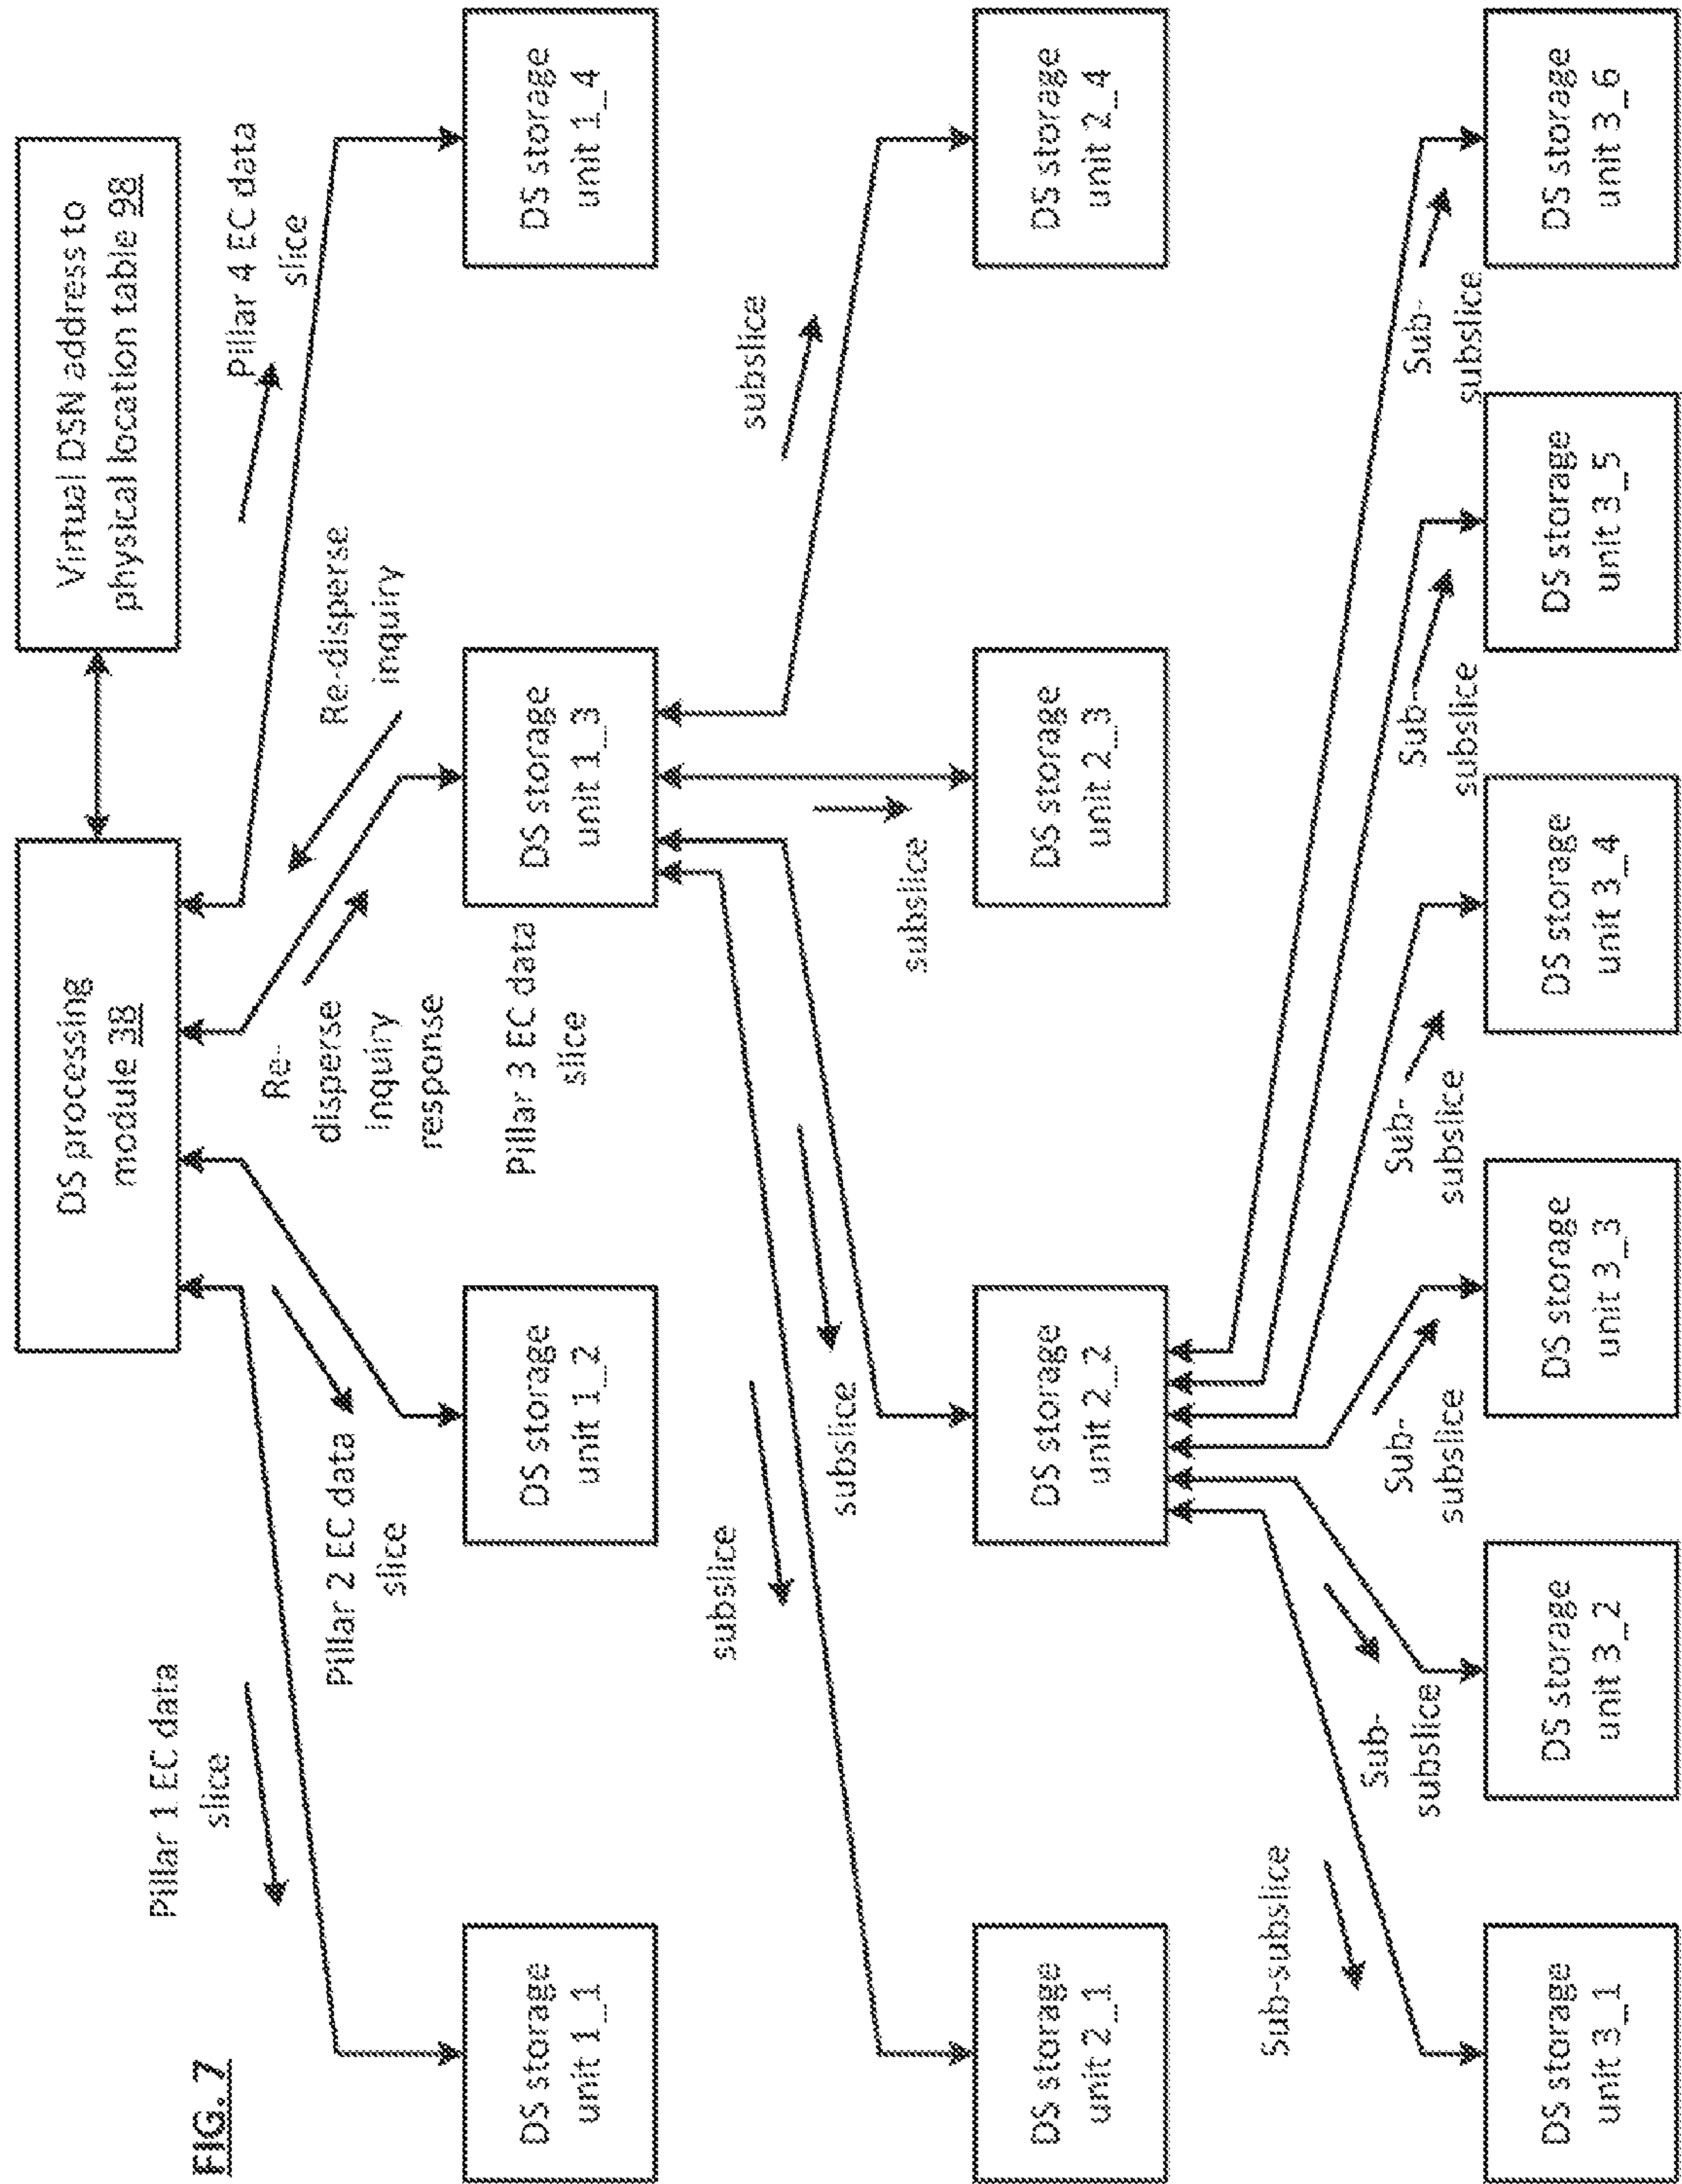 FIG. 7
DS processing
module 38
Virtual DSN address to
physical location table 98
Pillar 1 EC data
slice
Pillar 2 EC data
slice
Re-
disperse
inquiry
response
Re-disperse
inquiry
Pillar 4 EC data
slice
Pillar 3 EC data
slice
DS storage
unit 1_1
DS storage
unit 1_2
DS storage
unit 1_3
DS storage
unit 1_4
subslice
subslice
subslice
subslice
DS storage
unit 2_1
DS storage
unit 2_2
DS storage
unit 2_3
DS storage
unit 2_4
Sub-subslice
Sub-
subslice
Sub-
subslice
Sub-
subslice
Sub-
subslice
Sub-
subslice
DS storage
unit 3_1
DS storage
unit 3_2
DS storage
unit 3_3
DS storage
unit 3_4
DS storage
unit 3_5
DS storage
unit 3_6